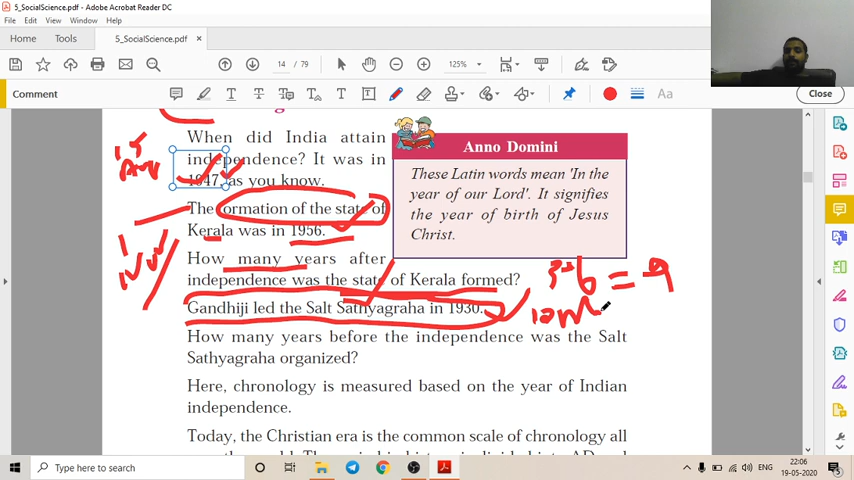 5_SocialScience.pdf - Adobe Acrobat Reader DC
File Edit View Window Help
Home Tools 5_SocialScience.pdf ×
14 / 79 125%
Comment Close
When did India attain
independence? It was in
1947, as you know.
The formation of the state of
Kerala was in 1956.
How many years after
independence was the state of Kerala formed?
Gandhiji led the Salt Sathyagraha in 1930.
How many years before the independence was the Salt
Sathyagraha organized?
Here, chronology is measured based on the year of Indian
independence.
Today, the Christian era is the common scale of chronology all
Anno Domini
These Latin words mean 'In the
year of our Lord'. It signifies
the year of birth of Jesus
Christ.
15
Aug
= 9
Type here to search
ENG
22:06
19-05-2020
5